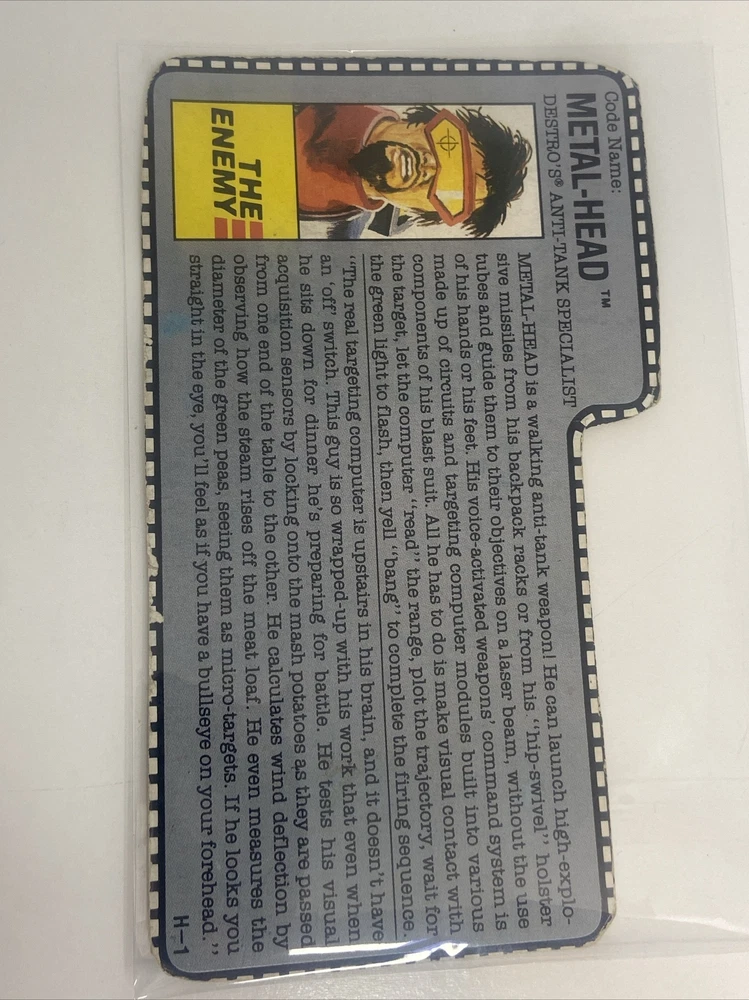 Code Name:
METAL-HEAD ™
DESTRO'S® ANTI-TANK SPECIALIST
THE
ENEMY
METAL-HEAD is a walking anti-tank weapon! He can launch high-explo-
sive missiles from his backpack racks or from his "hip-swivel" holster
tubes and guide them to their objectives on a laser beam, without the use
of his hands or his feet. His voice-activated weapons' command system is
made up of circuits and targeting computer modules built into various
components of his blast suit. All he has to do is make visual contact with
the target, let the computer "read" the range, plot the trajectory, wait for
the green light to flash, then yell "bang" to complete the firing sequence.
"The real targeting computer is upstairs in his brain, and it doesn't have
an 'off' switch. This guy is so wrapped-up with his work that even when
he sits down for dinner he's preparing for battle. He tests his visual
acquisition sensors by locking onto the mash potatoes as they are passed
from one end of the table to the other. He calculates wind deflection by
observing how the steam rises off the meat loaf. He even measures the
diameter of the green peas, seeing them as micro-targets. If he looks you
straight in the eye, you'll feel as if you have a bullseye on your forehead."
H-1